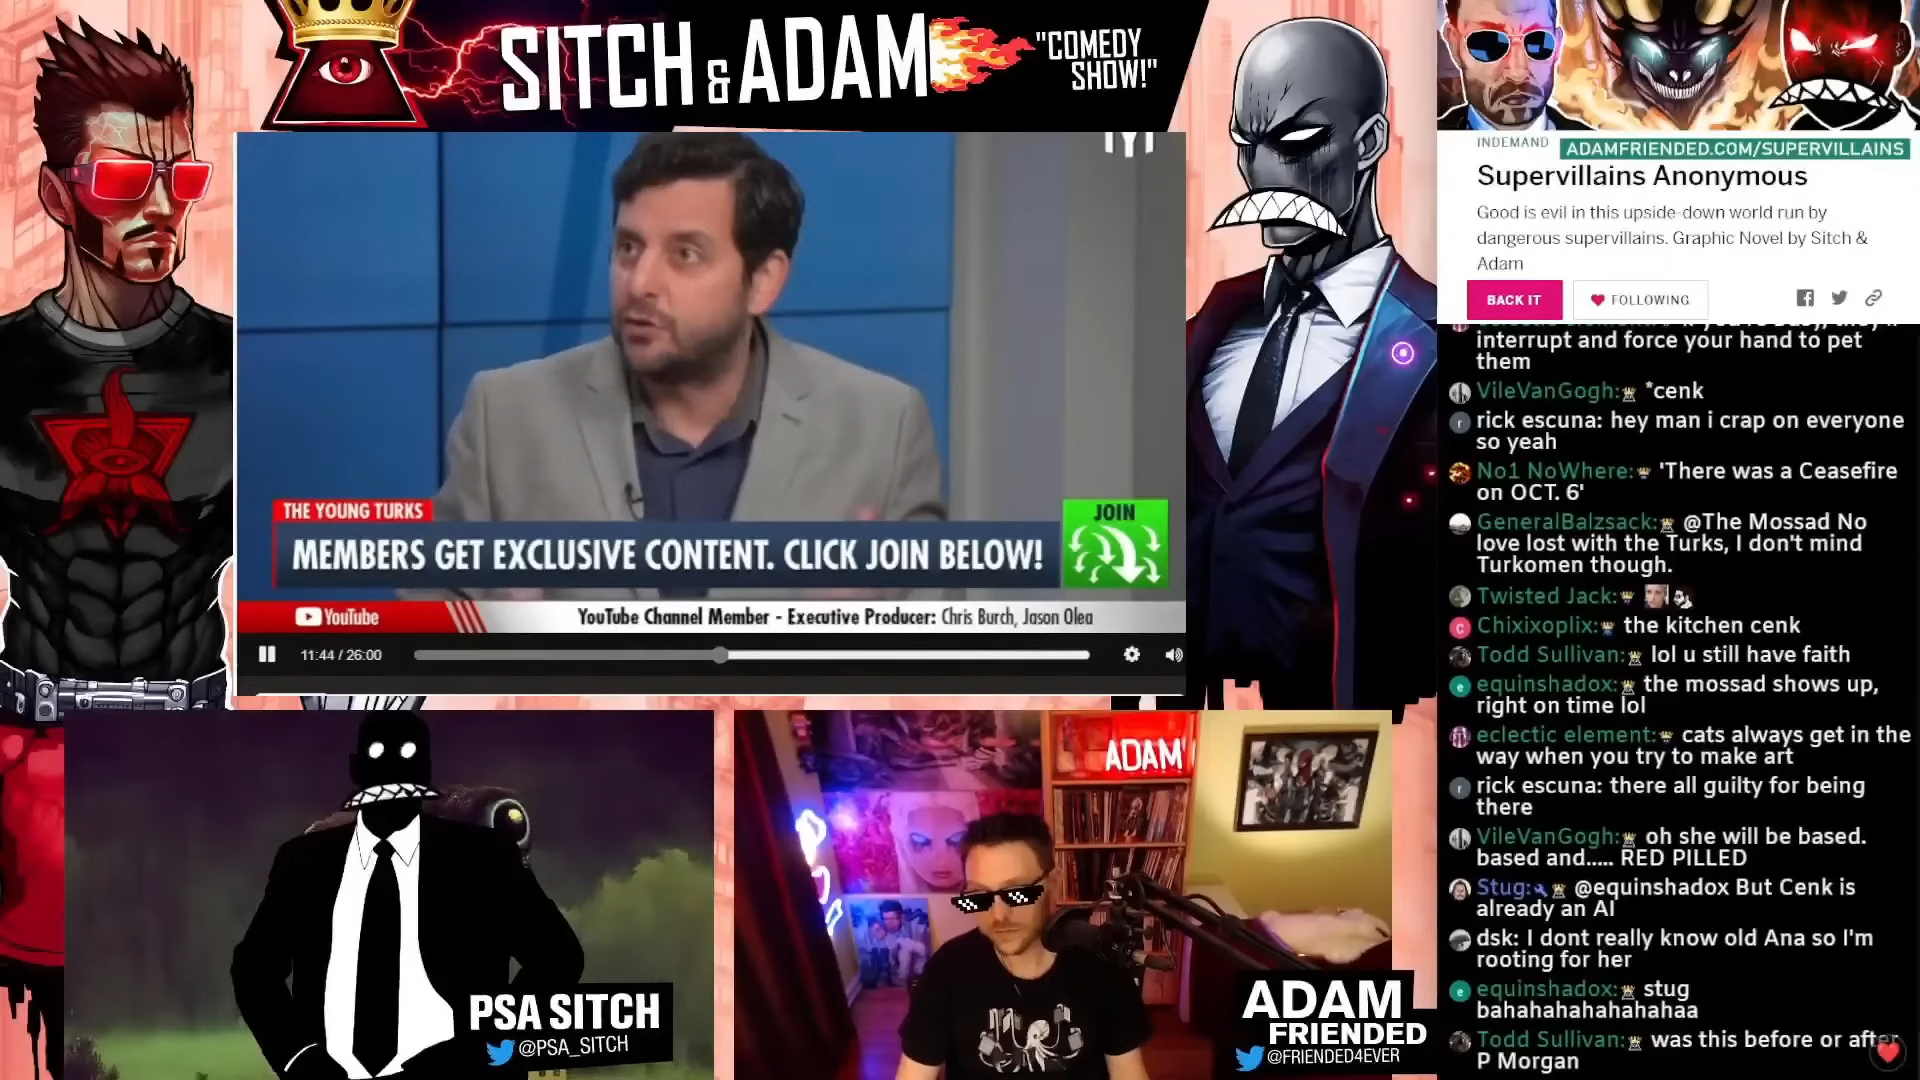 SITCH & ADAM
"COMEDY
SHOW!"
INDEMAND
ADAMFRIENDED.COM/SUPERVILLAINS
Supervillains Anonymous
Good is evil in this upside-down world run by
dangerous supervillains. Graphic Novel by Sitch &
Adam
BACK IT
FOLLOWING
THE YOUNG TURKS
MEMBERS GET EXCLUSIVE CONTENT. CLICK JOIN BELOW!
JOIN
YouTube
YouTube Channel Member - Executive Producer: Chris Burch, Jason Olea
11:44 / 26:00
interrupt and force your hand to pet
them
VileVanGogh: *cenk
rick escuna: hey man i crap on everyone
so yeah
No1 NoWhere: 'There was a Ceasefire
on OCT. 6'
GeneralBalzsack: @The Mossad No
love lost with the Turks, I don't mind
Turkomen though.
Twisted Jack:
Chixixoplix: the kitchen cenk
Todd Sullivan: lol u still have faith
equinshadox: the mossad shows up,
right on time lol
eclectic element: cats always get in the
way when you try to make art
rick escuna: there all guilty for being
there
VileVanGogh: oh she will be based.
based and..... RED PILLED
Stug: @equinshadox But Cenk is
already an AI
dsk: I dont really know old Ana so I'm
rooting for her
equinshadox: stug
bahahahahahahahaa
Todd Sullivan: was this before or after
P Morgan
ADAM
PSA SITCH
@PSA_SITCH
ADAM
FRIENDED
@FRIENDED4EVER